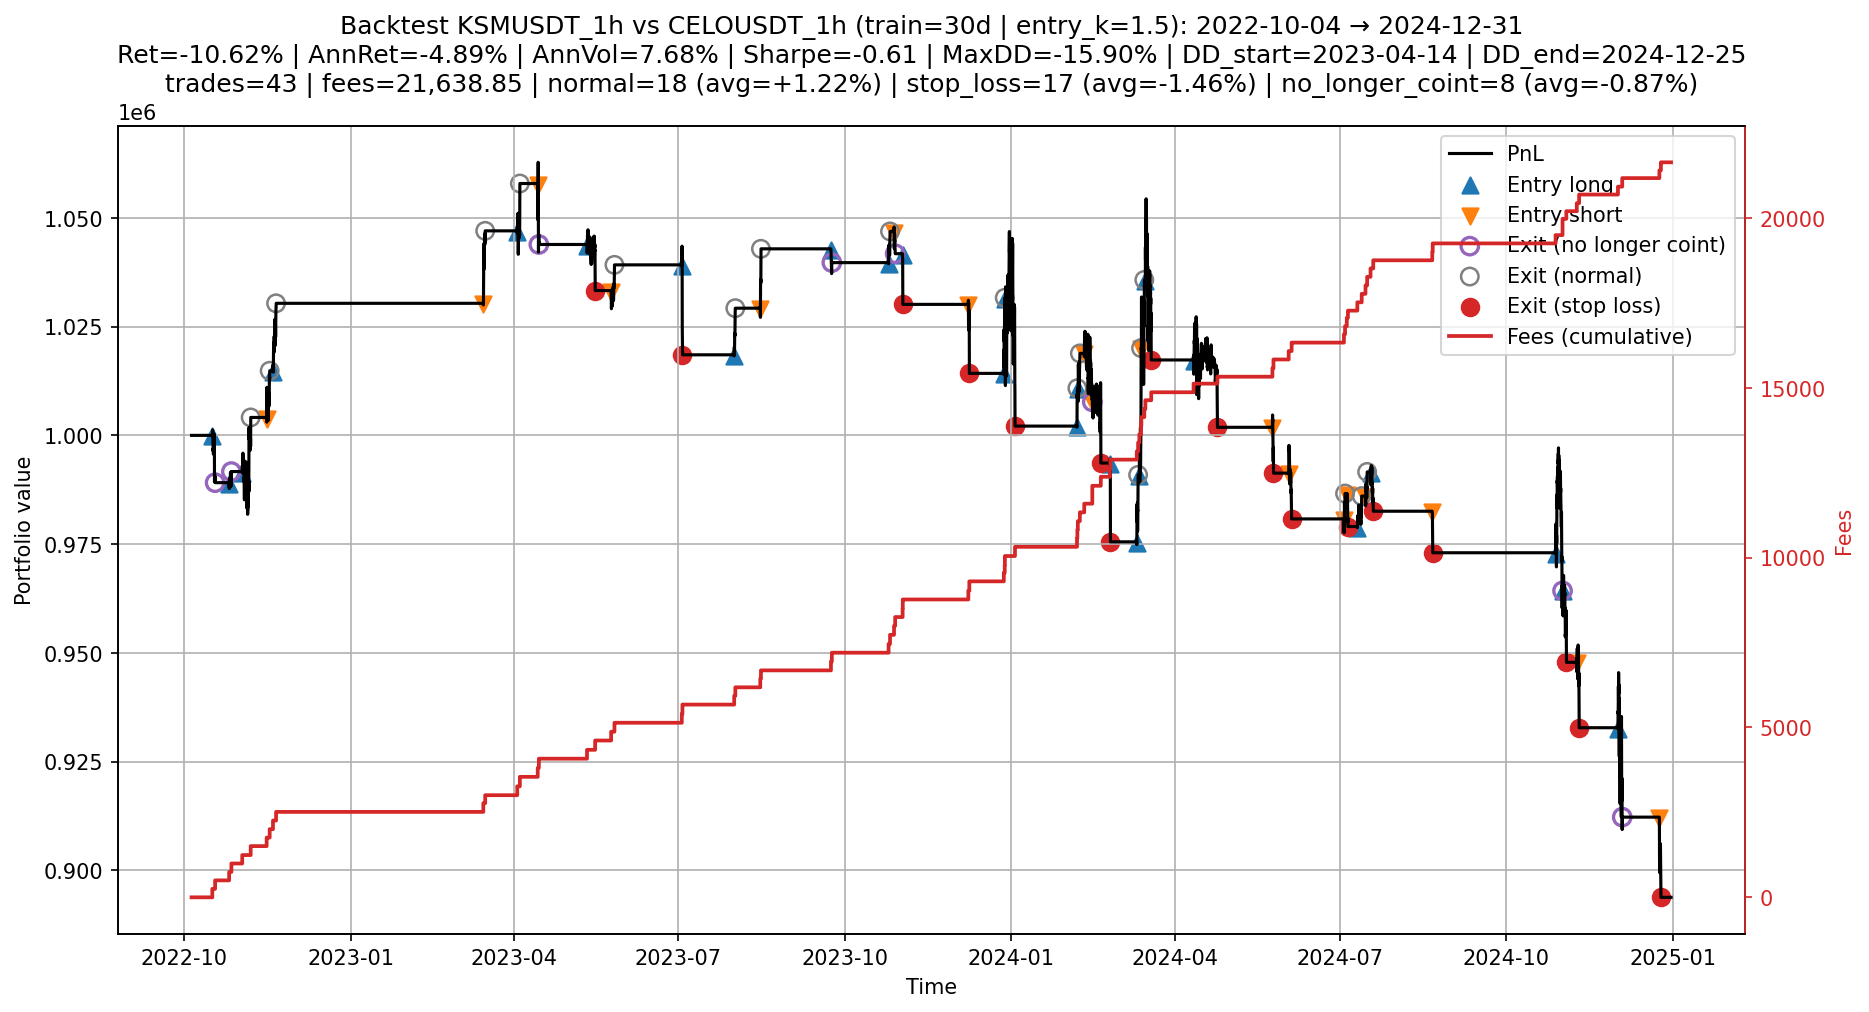 Backtest KSMUSDT_1h vs CELOUSDT_1h (train=30d | entry_k=1.5): 2022-10-04 → 2024-12-31
Ret=-10.62% | AnnRet=-4.89% | AnnVol=7.68% | Sharpe=-0.61 | MaxDD=-15.90% | DD_start=2023-04-14 | DD_end=2024-12-25
trades=43 | fees=21,638.85 | normal=18 (avg=+1.22%) | stop_loss=17 (avg=-1.46%) | no_longer_coint=8 (avg=-0.87%)
1e6
1.050
1.025
1.000
0.975
0.950
0.925
0.900
Portfolio value
PnL
Entry long
Entry short
Exit (no longer coint)
Exit (normal)
Exit (stop loss)
Fees (cumulative)
20000
15000
10000
5000
0
Fees
2022-10
2023-01
2023-04
2023-07
2023-10
2024-01
2024-04
2024-07
2024-10
2025-01
Time